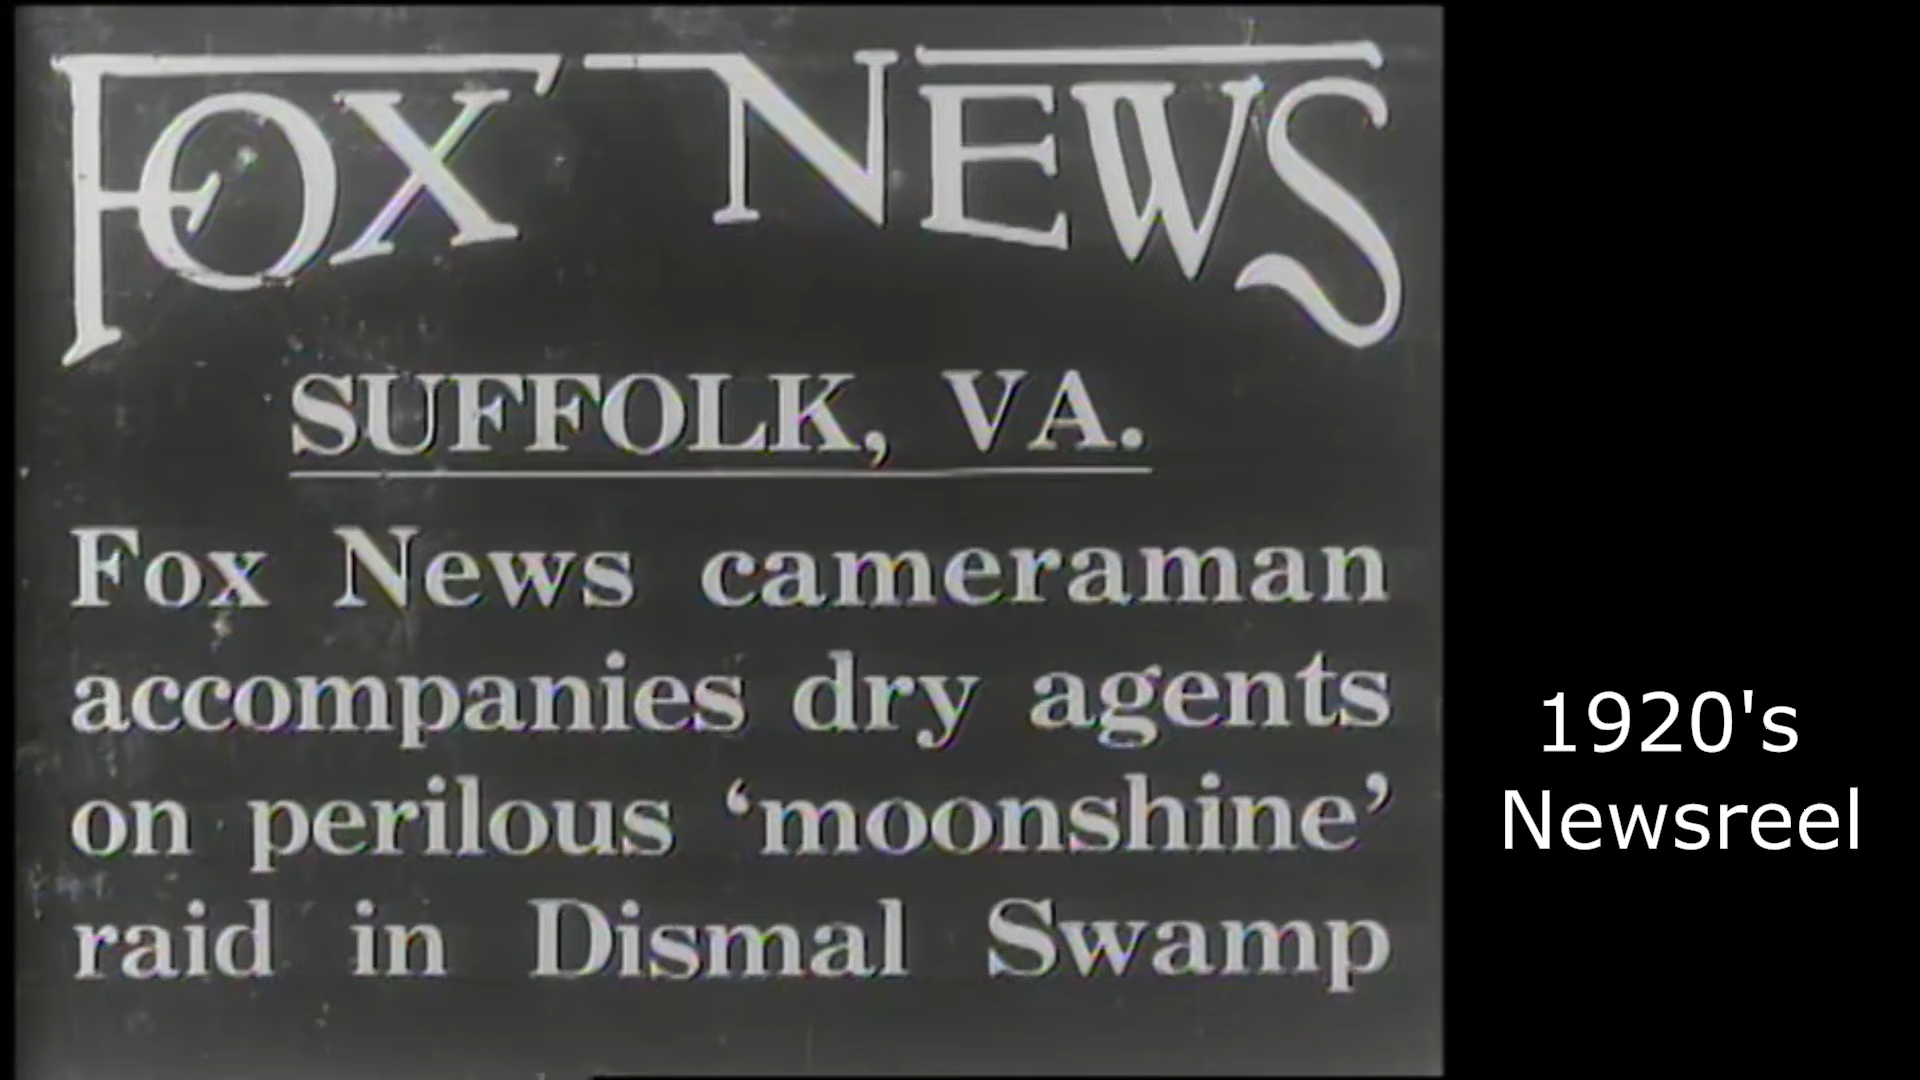 FOX NEWS
SUFFOLK, VA.
Fox News cameraman
accompanies dry agents
on perilous ‘moonshine’
raid in Dismal Swamp
1920's
Newsreel